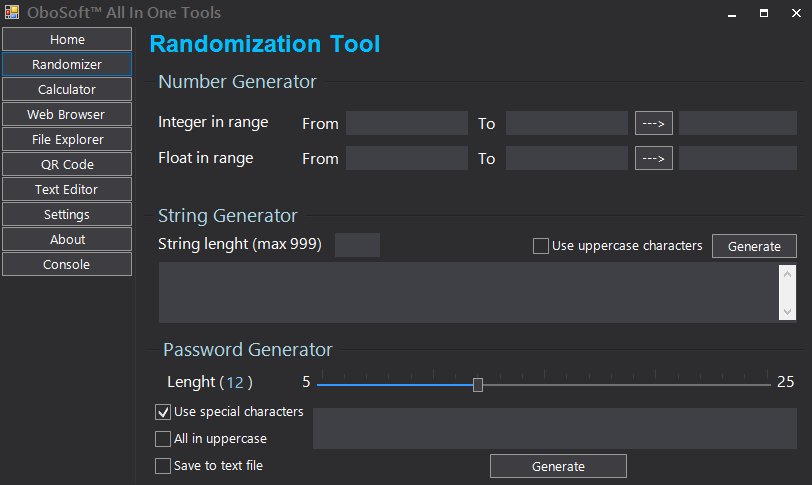 OboSoft™ All In One Tools
Home
Randomizer
Calculator
Web Browser
File Explorer
QR Code
Text Editor
Settings
About
Console
Randomization Tool
Number Generator
Integer in range From To --->
Float in range From To --->
String Generator
String lenght (max 999) Use uppercase characters Generate
Password Generator
Lenght ( 12 ) 5 25
Use special characters
All in uppercase
Save to text file Generate